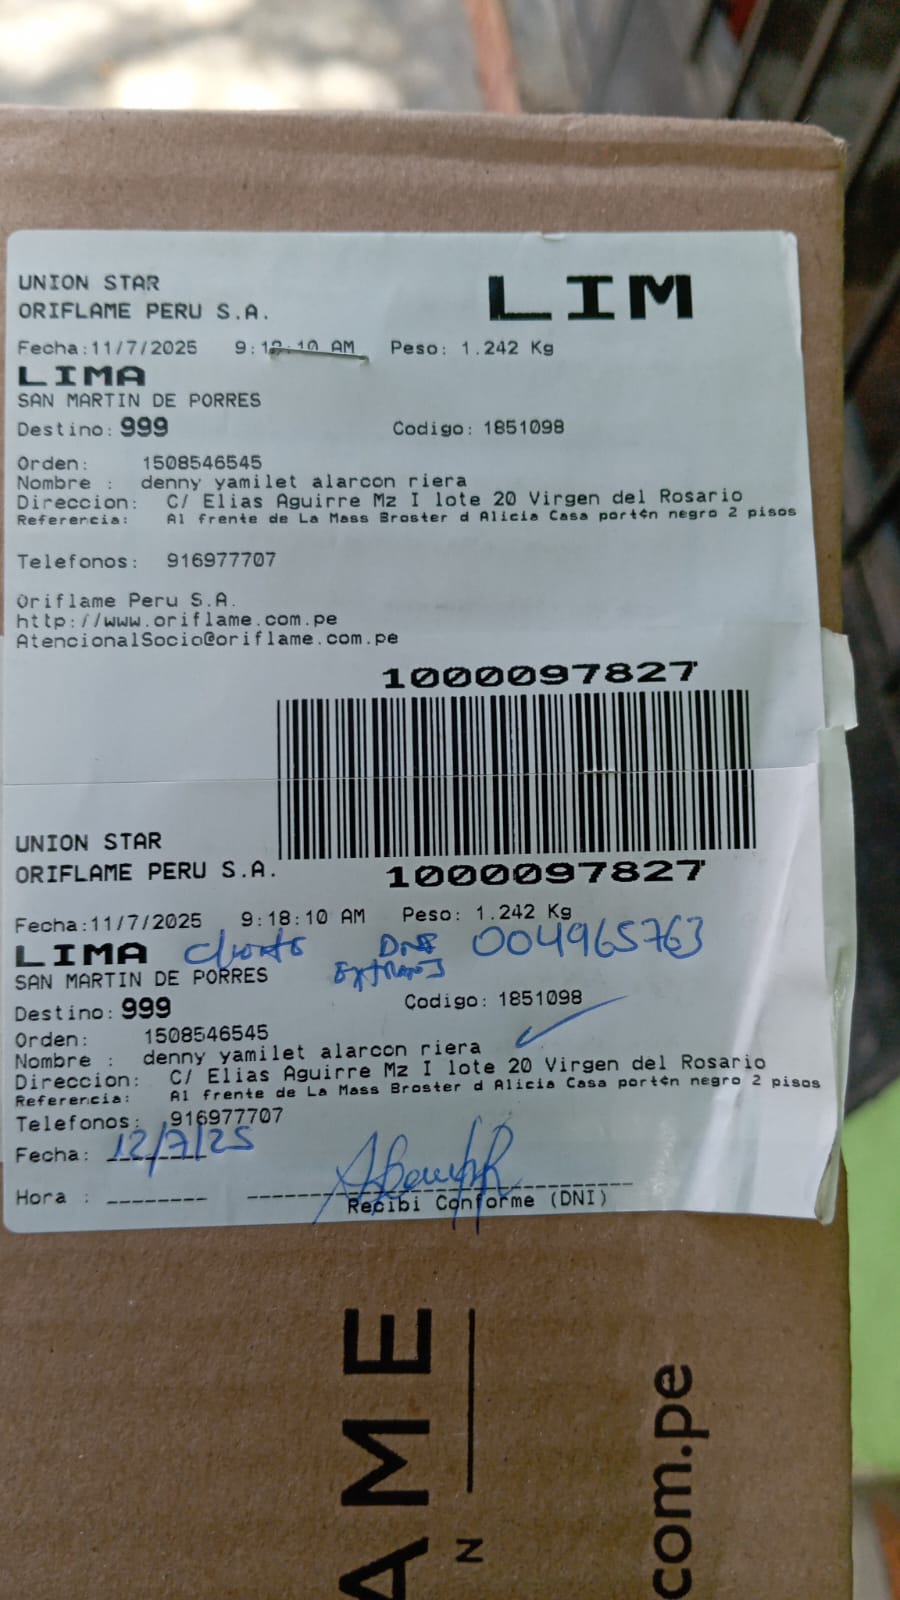 UNION STAR
LIM
ORIFLAME PERU S.A.
Fecha:11/7/2025 9:18:10 AM Peso: 1.242 Kg
LIMA
SAN MARTIN DE PORRES
Destino: 999 Codigo: 1851098
Orden: 1508546545
Nombre : denny yamilet alarcon riera
Direccion: C/ Elias Aguirre Mz I lote 20 Virgen del Rosario
Referencia: Al frente de La Mass Broster d Alicia Casa port¢n negro 2 pisos
Telefonos: 916977707
Oriflame Peru S.A.
http://www.oriflame.com.pe
AtencionalSocio@oriflame.com.pe
1000097827
UNION STAR
ORIFLAME PERU S.A.
1000097827
Fecha:11/7/2025 9:18:10 AM Peso: 1.242 Kg
LIMA 004965763
SAN MARTIN DE PORRES
Destino: 999 Codigo: 1851098
Orden: 1508546545
Nombre : denny yamilet alarcon riera
Direccion: C/ Elias Aguirre Mz I lote 20 Virgen del Rosario
Referencia: Al frente de La Mass Broster d Alicia Casa port¢n negro 2 pisos
Telefonos: 916977707
Fecha: 12/7/25
Hora :
Recibi Conforme (DNI)
AME
N
com.pe